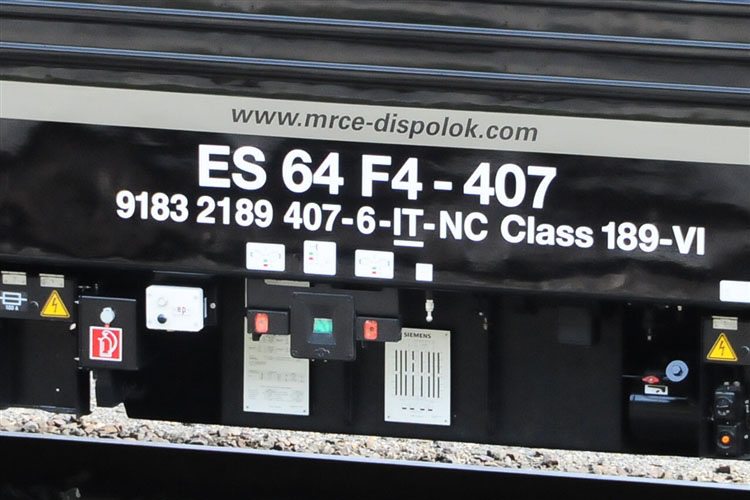 www.mrce-dispolok.com
ES 64 F4 - 407
9183 2189 407-6-IT-NC Class 189-VI
SIEMENS